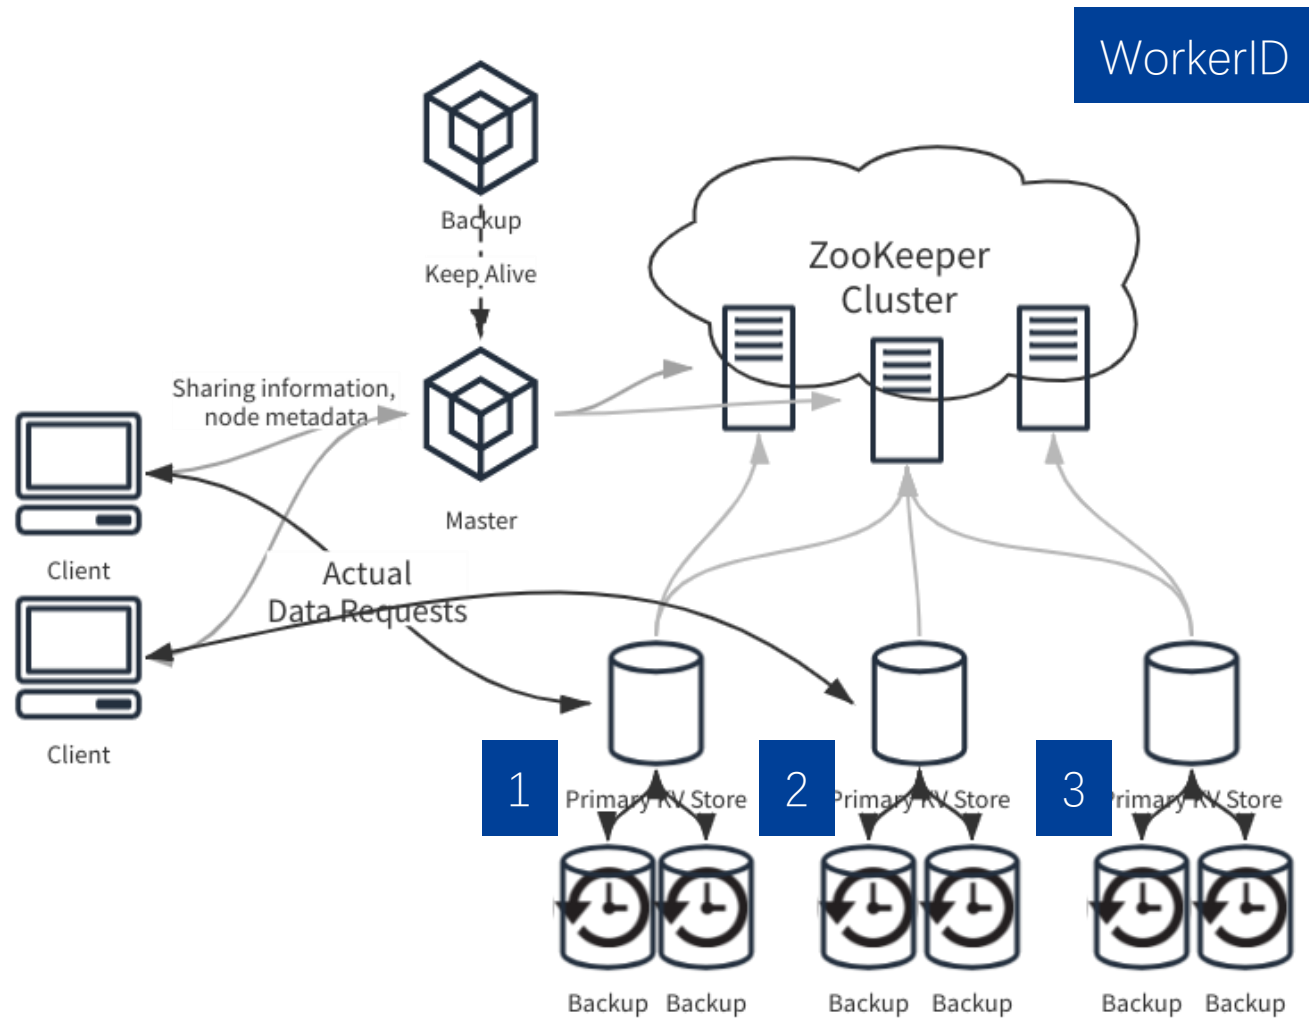 WorkerID
Backup
Keep Alive
ZooKeeper
Cluster
Sharing information,
node metadata
Master
Client
Actual
Data Requests
Client
1
Primary KV Store
2
Primary KV Store
3
Primary KV Store
Backup
Backup
Backup
Backup
Backup
Backup